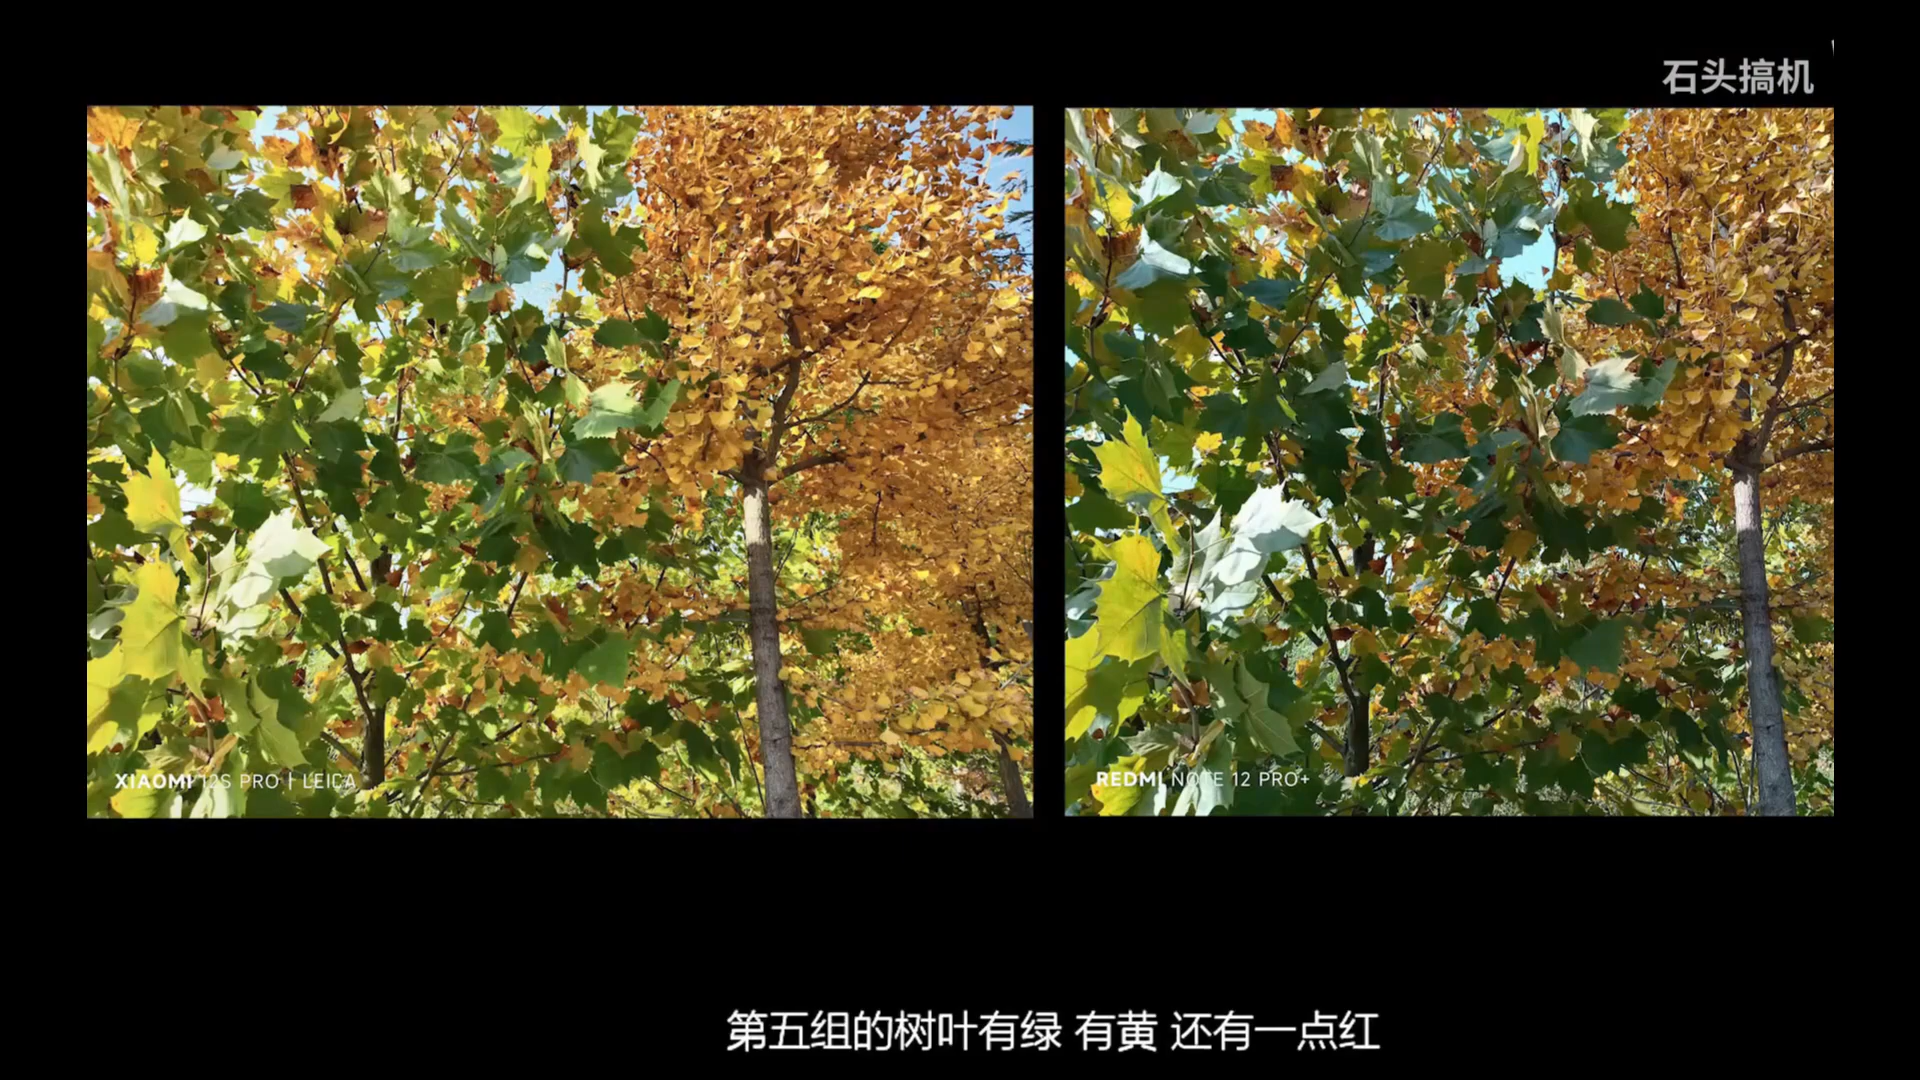 石头搞机
XIAOMI 12S PRO | LEICA
REDMI NOTE 12 PRO+
第五组的树叶有绿 有黄 还有一点红